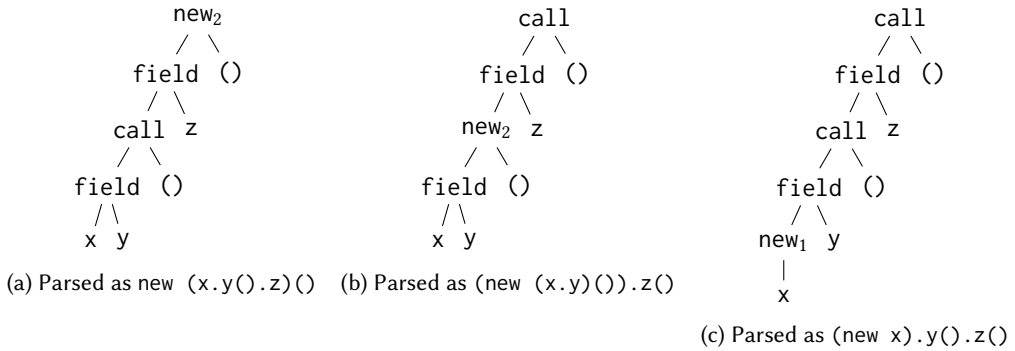 new₂
field ()
call z
field ()
x y
(a) Parsed as new (x.y().z)()
call
field ()
new₂ z
field ()
x y
(b) Parsed as (new (x.y)()).z()
call
field ()
call z
field ()
new₁ y
x
(c) Parsed as (new x).y().z()